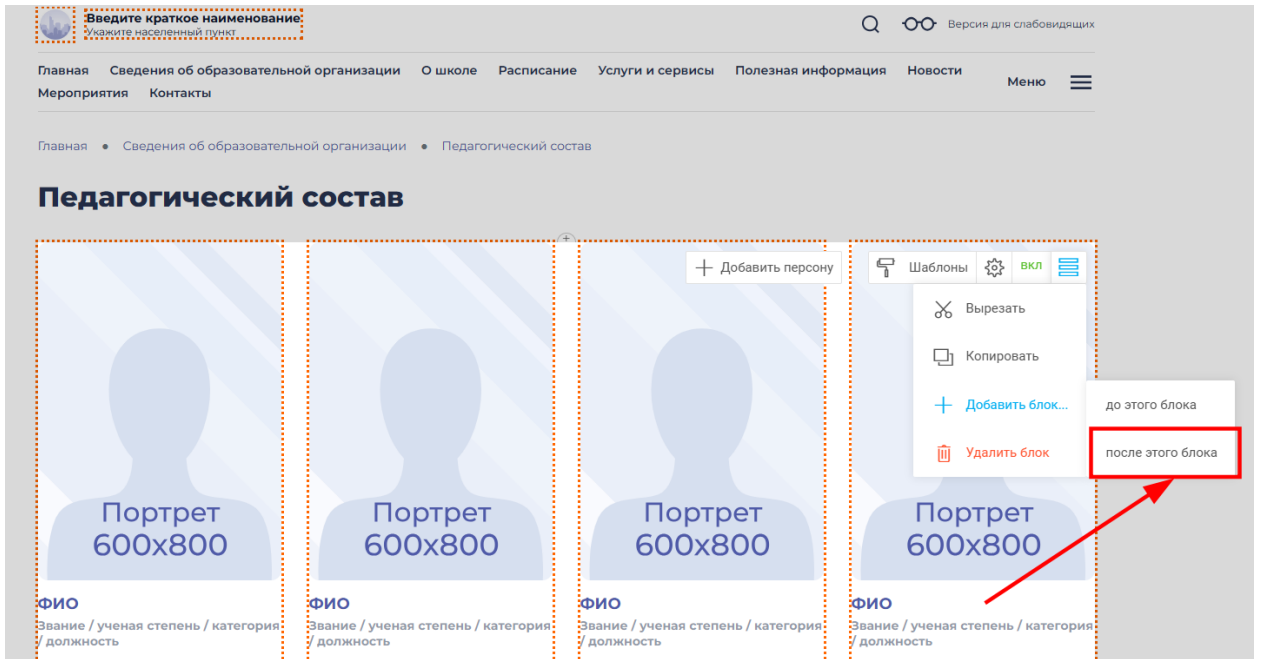 Введите краткое наименование
Укажите населенный пункт
Версия для слабовидящих
Главная Сведения об образовательной организации О школе Расписание Услуги и сервисы Полезная информация Новости
Мероприятия Контакты
Меню
Главная • Сведения об образовательной организации • Педагогический состав
Педагогический состав
Добавить персону
Шаблоны ВКЛ
Вырезать
Копировать
Добавить блок...
до этого блока
Удалить блок
после этого блока
Портрет Портрет Портрет Портрет
600x800 600x800 600x800 600x800
ФИО ФИО ФИО ФИО
Звание / ученая степень / категория Звание / ученая степень / категория Звание / ученая степень / категория Звание / ученая степень / категория
/ должность / должность / должность / должность